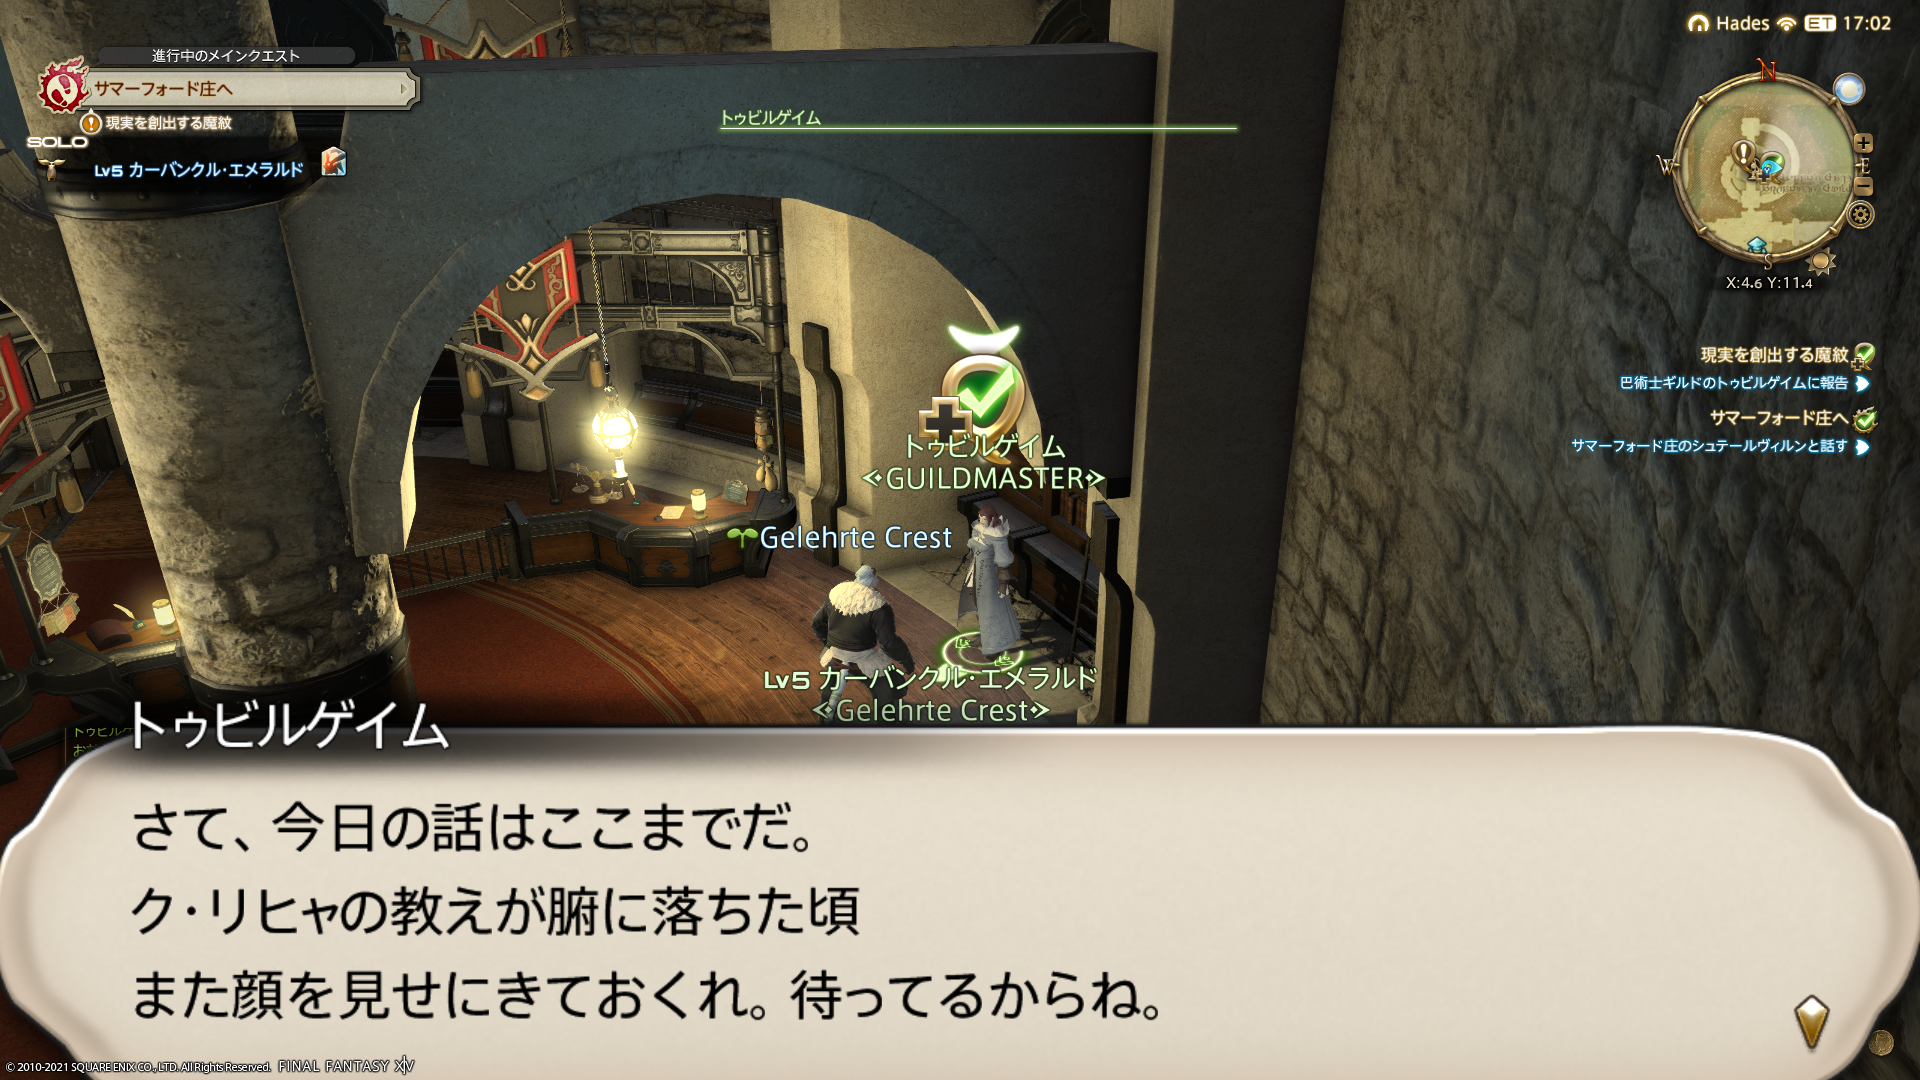 進行中のメインクエスト
サマーフォード庄へ
現実を創出する魔紋
SOLO
Lv5 カーバンクル・エメラルド
トゥビルゲイム
Hades ET 17:02
N
W
E
S
X:4.6 Y:11.4
現実を創出する魔紋
巴術士ギルドのトゥビルゲイムに報告
サマーフォード庄へ
サマーフォード庄のシュテールヴィルンと話す
トゥビルゲイム
<GUILDMASTER>
Gelehrte Crest
Lv5 カーバンクル・エメラルド
<Gelehrte Crest>
トゥビルゲイム
さて、今日の話はここまでだ。
ク・リヒャの教えが腑に落ちた頃
また顔を見せにきておくれ。待ってるからね。
© 2010-2021 SQUARE ENIX CO., LTD. All Rights Reserved. FINAL FANTASY XIV